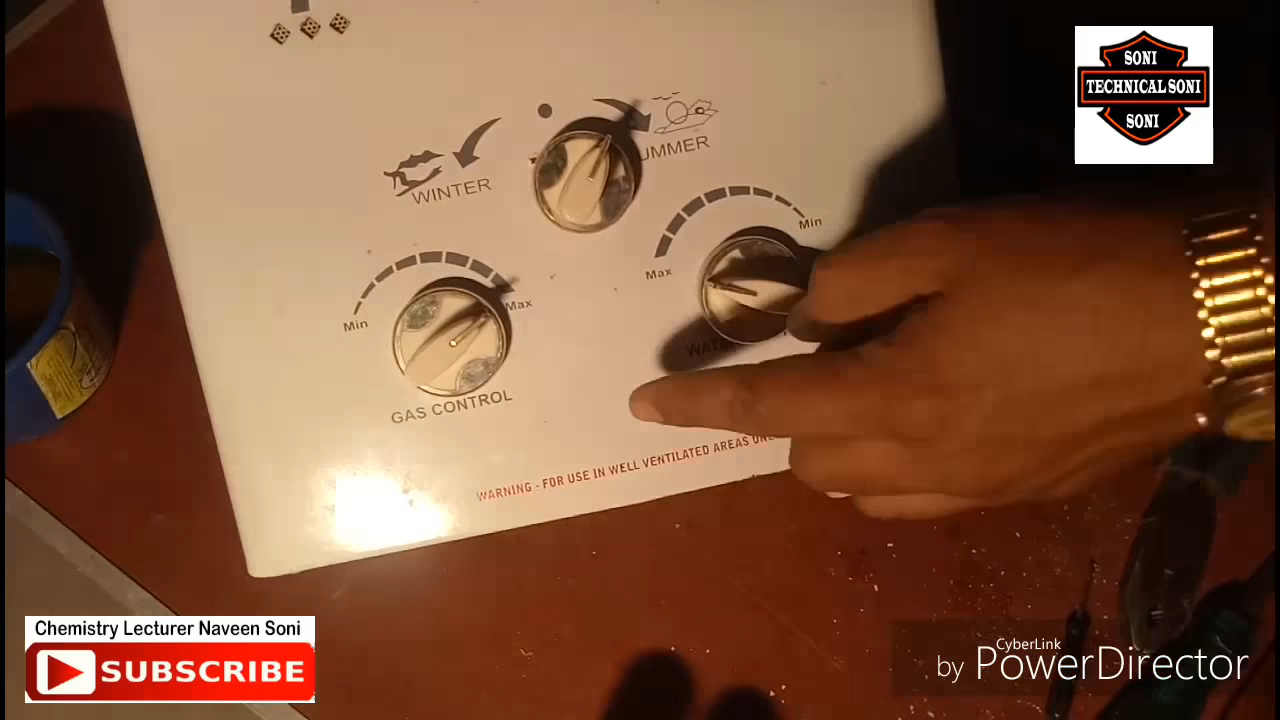 SONI
TECHNICAL SONI
SONI
WINTER
UMMER
Min
Max
Min
Max
GAS CONTROL
WARNING - FOR USE IN WELL VENTILATED AREAS
Chemistry Lecturer Naveen Soni
SUBSCRIBE
CyberLink
by PowerDirector